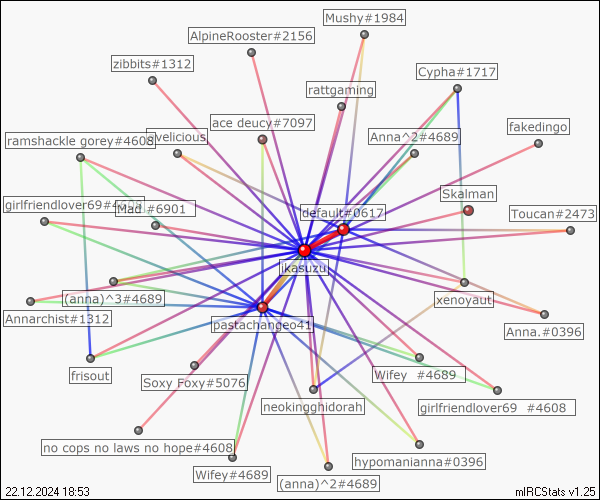 Mushy#1984
AlpineRooster#2156
zibbits#1312
Cypha#1717
rattgaming
ace deucy#7097
fakedingo
ramshackle gorey#4608
velicious
Anna^2#4689
Skalman
girlfriendlover69#4608
Mad #6901
default#0617
Toucan#2473
ikasuzu
(anna)^3#4689
xenoyaut
Annarchist#1312
pastachangeo41
Anna.#0396
frisout
Soxy Foxy#5076
Wifey #4689
neokingghidorah
girlfriendlover69 #4608
no cops no laws no hope#4608
Wifey#4689
hypomanianna#0396
(anna)^2#4689
22.12.2024 18:53
mIRCStats v1.25